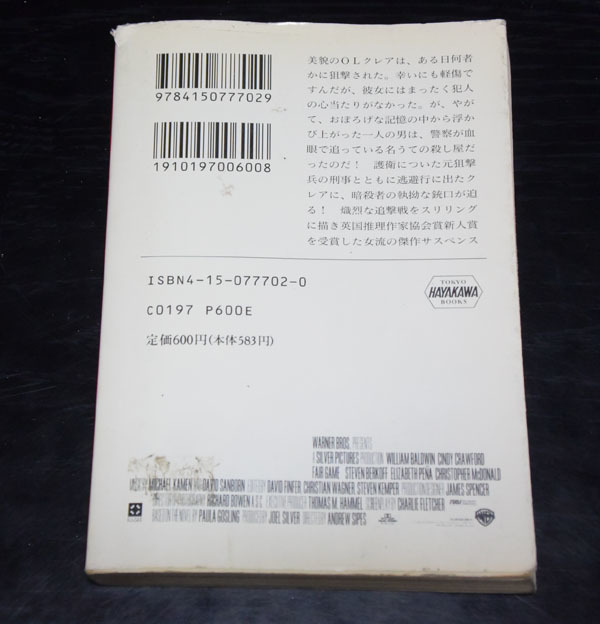 9784150777029
1910197006008
美貌のOLクレアは、ある日何者
かに狙撃された。幸いにも軽傷で
すんだが、彼女にはまったく犯人
の心当たりがなかった。が、やが
て、おぼろげな記憶の中から浮か
び上がった一人の男は、警察が血
眼で追っている名うての殺し屋だ
ったのだ! 護衛についた元狙撃
兵の刑事とともに逃避行に出たク
レアに、暗殺者の執拗な銃口が迫
る! 熾烈な追撃戦をスリリング
に描き英国推理作家協会賞新人賞
を受賞した女流の傑作サスペンス
ISBN4-15-077702-0
C0197 P600E
定価600円(本体583円)
TOKYO
HAYAKAWA
BOOKS
WARNER BROS. PRESENTS
A SILVER PICTURES PRODUCTION WILLIAM BALDWIN CINDY CRAWFORD
FAIR GAME STEVEN BERKOFF ELIZABETH PENA CHRISTOPHER McDONALD
MICHAEL KAMEN DAVID SANBORN DAVID FINFER CHRISTIAN WAGNER STEVEN KEMPER JAMES SPENCER
RICHARD BOWEN A.S.C. THOMAS M. HAMMEL CHARLIE FLETCHER
PAULA GOSLING JOEL SILVER ANDREW SIPES